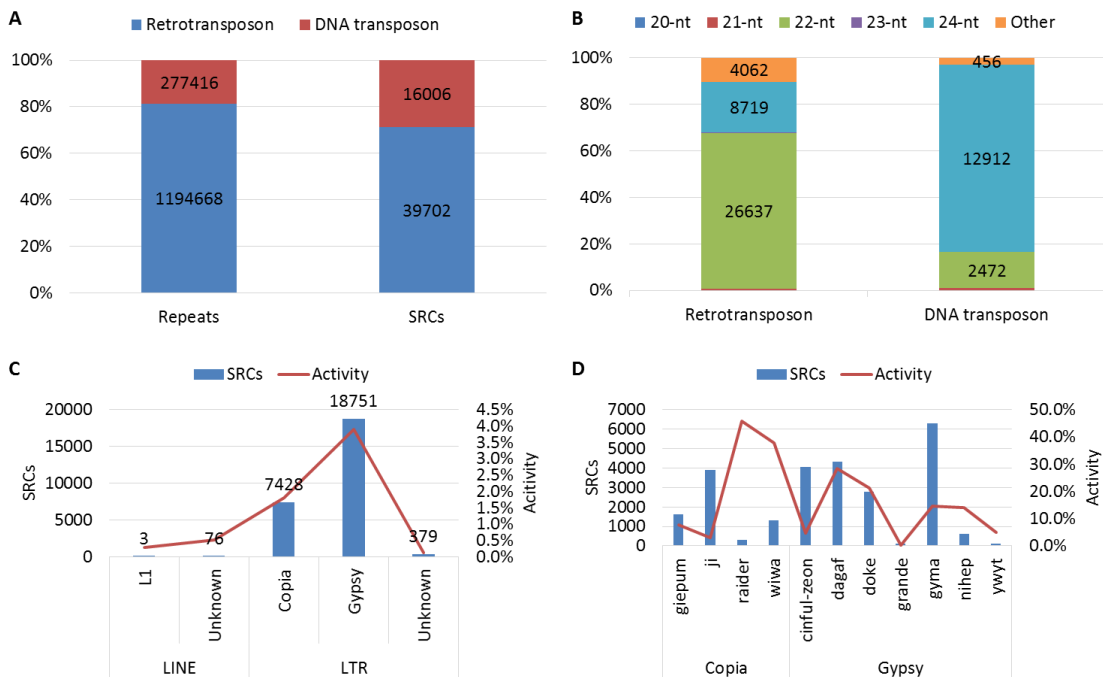 A
Retrotransposon DNA transposon
100%
80%
60%
40%
20%
0%
277416
1194668
16006
39702
Repeats SRCs
B
20-nt 21-nt 22-nt 23-nt 24-nt Other
100%
80%
60%
40%
20%
0%
4062
8719
26637
456
12912
2472
Retrotransposon DNA transposon
C
SRCs Activity
SRCs
20000
15000
10000
5000
0
3
76
7428
18751
379
4.5%
4.0%
3.5%
3.0%
2.5%
2.0%
1.5%
1.0%
0.5%
0.0%
Acitivity
L1
Unknown
Copia
Gypsy
Unknown
LINE LTR
D
SRCs Activity
SRCs
7000
6000
5000
4000
3000
2000
1000
0
50.0%
40.0%
30.0%
20.0%
10.0%
0.0%
Activity
giepum
ji
raider
wiwa
cinful-zeon
dagaf
doke
grande
gyma
nihep
ywyt
Copia Gypsy